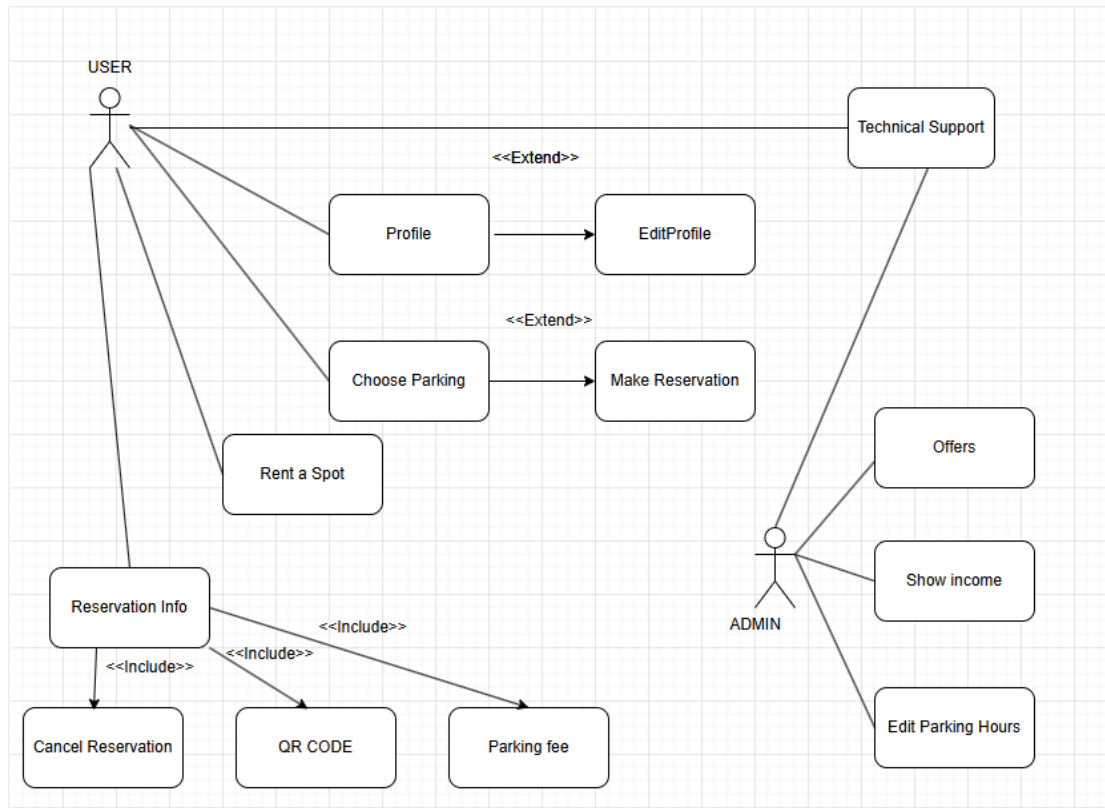 USER
Technical Support
<<Extend>>
Profile
EditProfile
<<Extend>>
Choose Parking
Make Reservation
Offers
Rent a Spot
Show income
Reservation Info
<<Include>>
ADMIN
<<Include>>
<<Include>>
Edit Parking Hours
Cancel Reservation
QR CODE
Parking fee